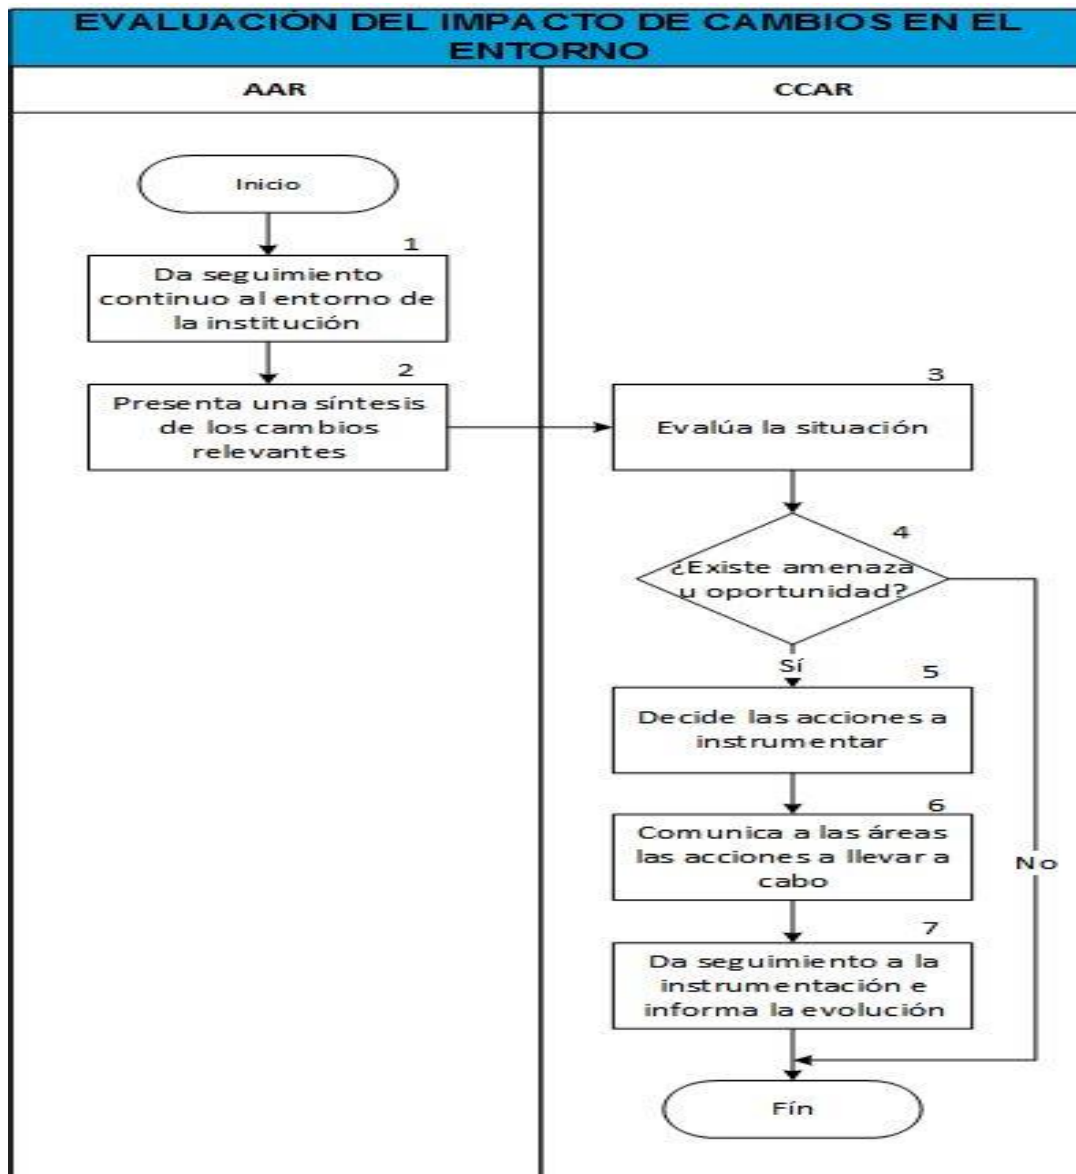 EVALUACIÓN DEL IMPACTO DE CAMBIOS EN EL
ENTORNO
AAR
CCAR
Inicio
1
Da seguimiento
continuo al entorno de
la institución
2
Presenta una síntesis
de los cambios
relevantes
3
Evalúa la situación
4
¿Existe amenaza
u oportunidad?
Sí
5
Decide las acciones a
instrumentar
6
Comunica a las áreas
las acciones a llevar a
cabo
No
7
Da seguimiento a la
instrumentación e
informa la evolución
Fín